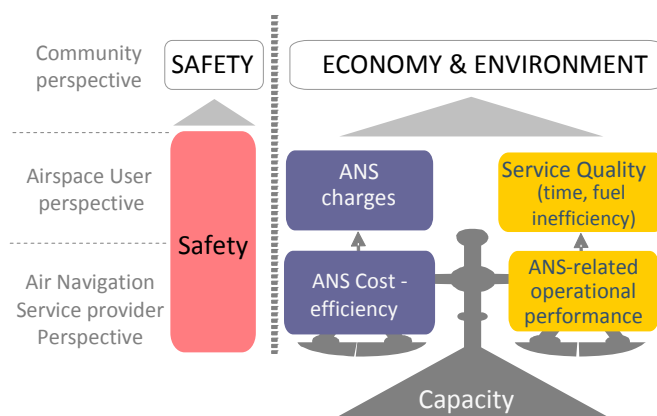 Community
perspective
SAFETY
ECONOMY & ENVIRONMENT
Airspace User
perspective
ANS
charges
Service Quality
(time, fuel
inefficiency)
Safety
Air Navigation
Service provider
Perspective
ANS Cost -
efficiency
ANS-related
operational
performance
Capacity